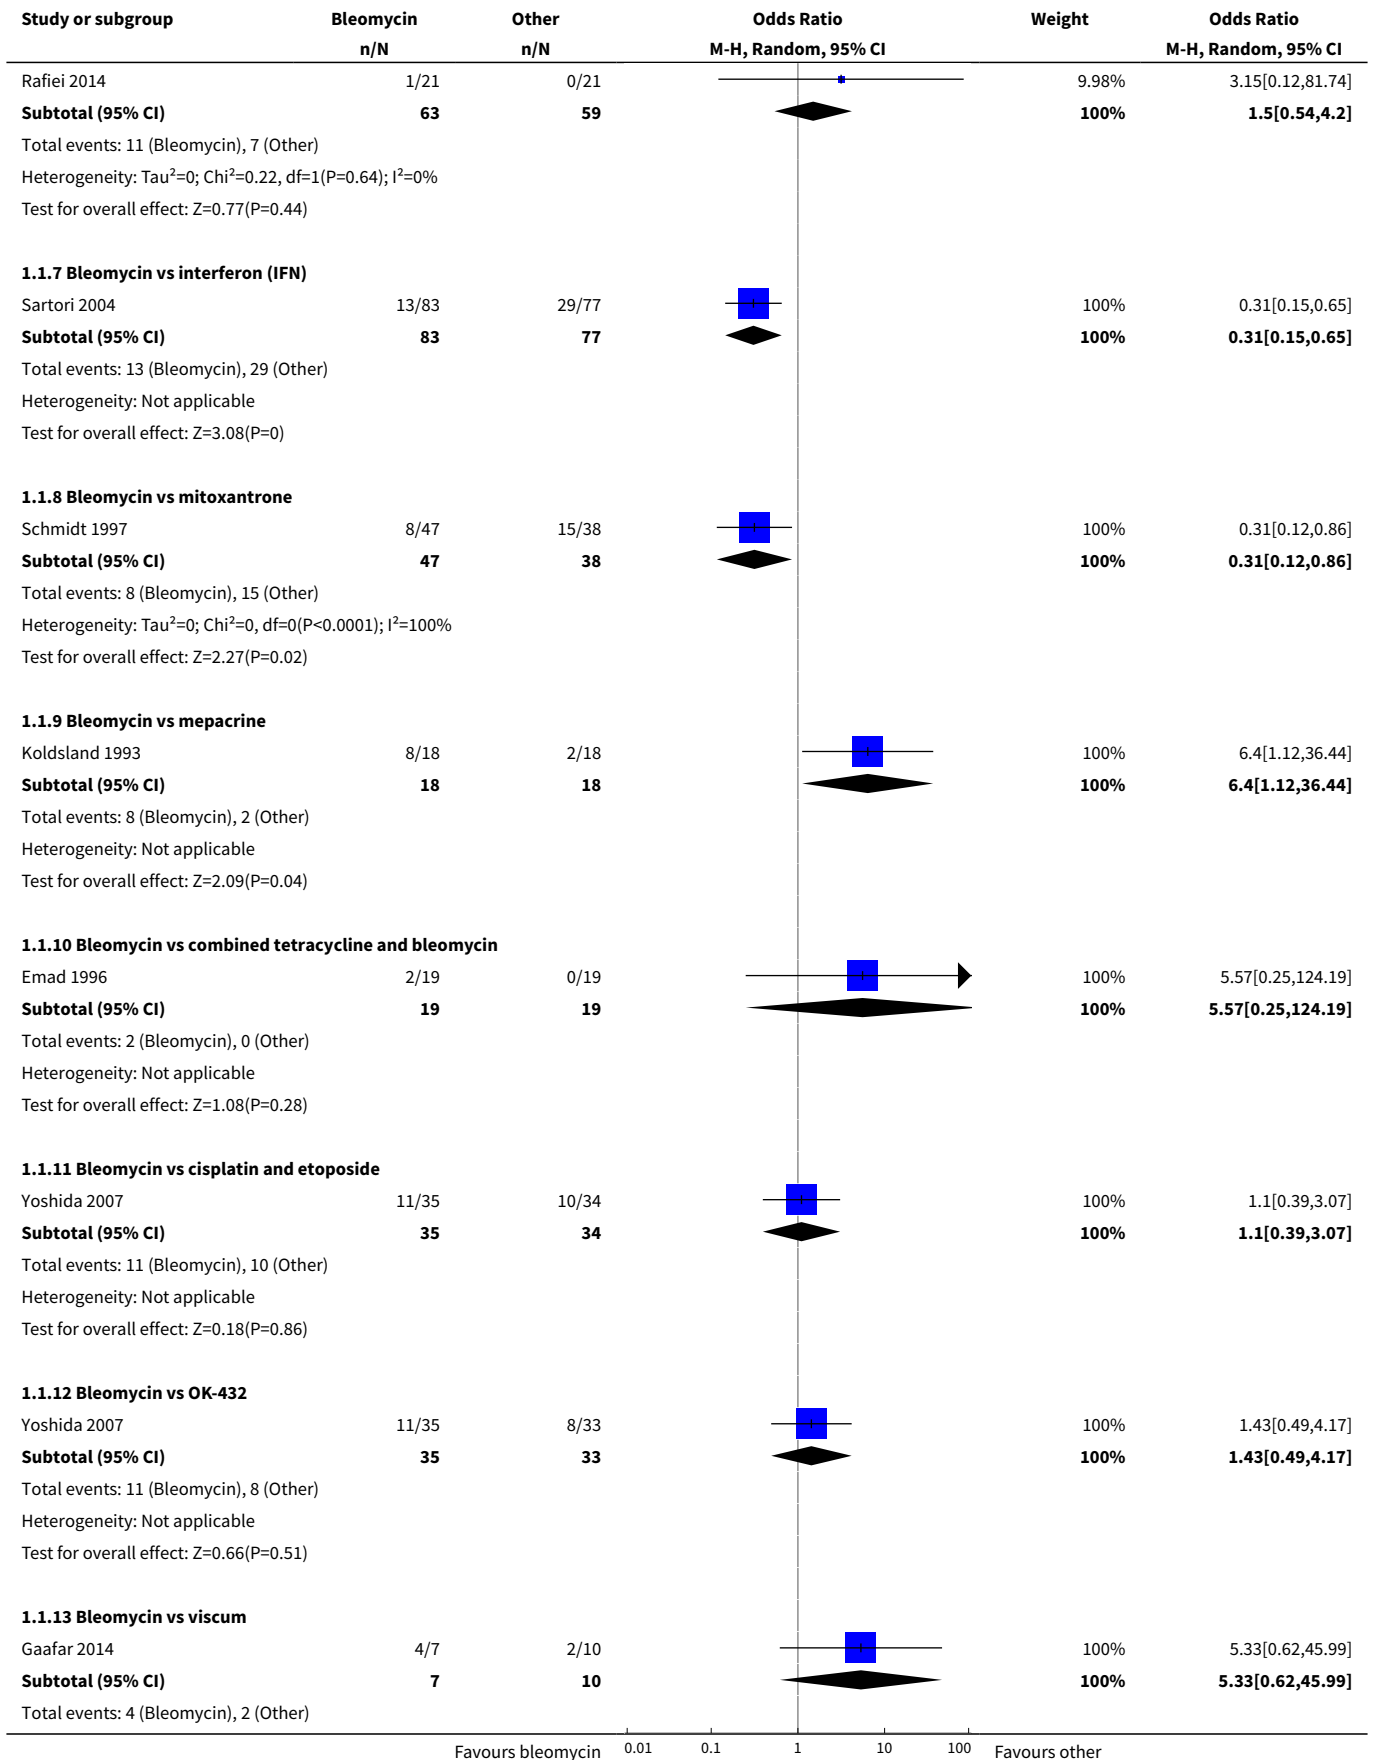 Study or subgroup Bleomycin Other Odds Ratio Weight Odds Ratio
n/N n/N M-H, Random, 95% CI M-H, Random, 95% CI
Rafiei 2014 1/21 0/21 9.98% 3.15[0.12,81.74]
Subtotal (95% CI) 63 59 100% 1.5[0.54,4.2]
Total events: 11 (Bleomycin), 7 (Other)
Heterogeneity: Tau²=0; Chi²=0.22, df=1(P=0.64); I²=0%
Test for overall effect: Z=0.77(P=0.44)
1.1.7 Bleomycin vs interferon (IFN)
Sartori 2004 13/83 29/77 100% 0.31[0.15,0.65]
Subtotal (95% CI) 83 77 100% 0.31[0.15,0.65]
Total events: 13 (Bleomycin), 29 (Other)
Heterogeneity: Not applicable
Test for overall effect: Z=3.08(P=0)
1.1.8 Bleomycin vs mitoxantrone
Schmidt 1997 8/47 15/38 100% 0.31[0.12,0.86]
Subtotal (95% CI) 47 38 100% 0.31[0.12,0.86]
Total events: 8 (Bleomycin), 15 (Other)
Heterogeneity: Tau²=0; Chi²=0, df=0(P<0.0001); I²=100%
Test for overall effect: Z=2.27(P=0.02)
1.1.9 Bleomycin vs mepacrine
Koldsland 1993 8/18 2/18 100% 6.4[1.12,36.44]
Subtotal (95% CI) 18 18 100% 6.4[1.12,36.44]
Total events: 8 (Bleomycin), 2 (Other)
Heterogeneity: Not applicable
Test for overall effect: Z=2.09(P=0.04)
1.1.10 Bleomycin vs combined tetracycline and bleomycin
Emad 1996 2/19 0/19 100% 5.57[0.25,124.19]
Subtotal (95% CI) 19 19 100% 5.57[0.25,124.19]
Total events: 2 (Bleomycin), 0 (Other)
Heterogeneity: Not applicable
Test for overall effect: Z=1.08(P=0.28)
1.1.11 Bleomycin vs cisplatin and etoposide
Yoshida 2007 11/35 10/34 100% 1.1[0.39,3.07]
Subtotal (95% CI) 35 34 100% 1.1[0.39,3.07]
Total events: 11 (Bleomycin), 10 (Other)
Heterogeneity: Not applicable
Test for overall effect: Z=0.18(P=0.86)
1.1.12 Bleomycin vs OK-432
Yoshida 2007 11/35 8/33 100% 1.43[0.49,4.17]
Subtotal (95% CI) 35 33 100% 1.43[0.49,4.17]
Total events: 11 (Bleomycin), 8 (Other)
Heterogeneity: Not applicable
Test for overall effect: Z=0.66(P=0.51)
1.1.13 Bleomycin vs viscum
Gaafar 2014 4/7 2/10 100% 5.33[0.62,45.99]
Subtotal (95% CI) 7 10 100% 5.33[0.62,45.99]
Total events: 4 (Bleomycin), 2 (Other)
Favours bleomycin 0.01 0.1 1 10 100 Favours other